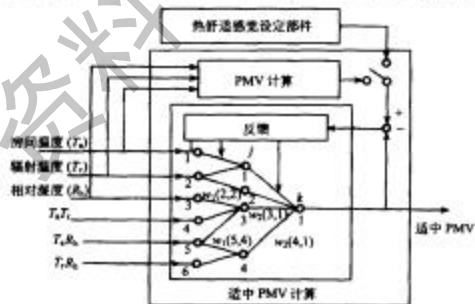 资料
热舒适感觉设定部件
PMV 计算
反馈
房间温度 (Ta)
辐射温度 (Tr)
相对湿度 (Rh)
TaTr
TaRh
TrRh
1
2
3
4
5
6
j
1
2
3
4
w1(2,2)
w2(3,1)
w1(5,4)
w2(4,1)
k
1
+
−
适中 PMV
适中 PMV 计算